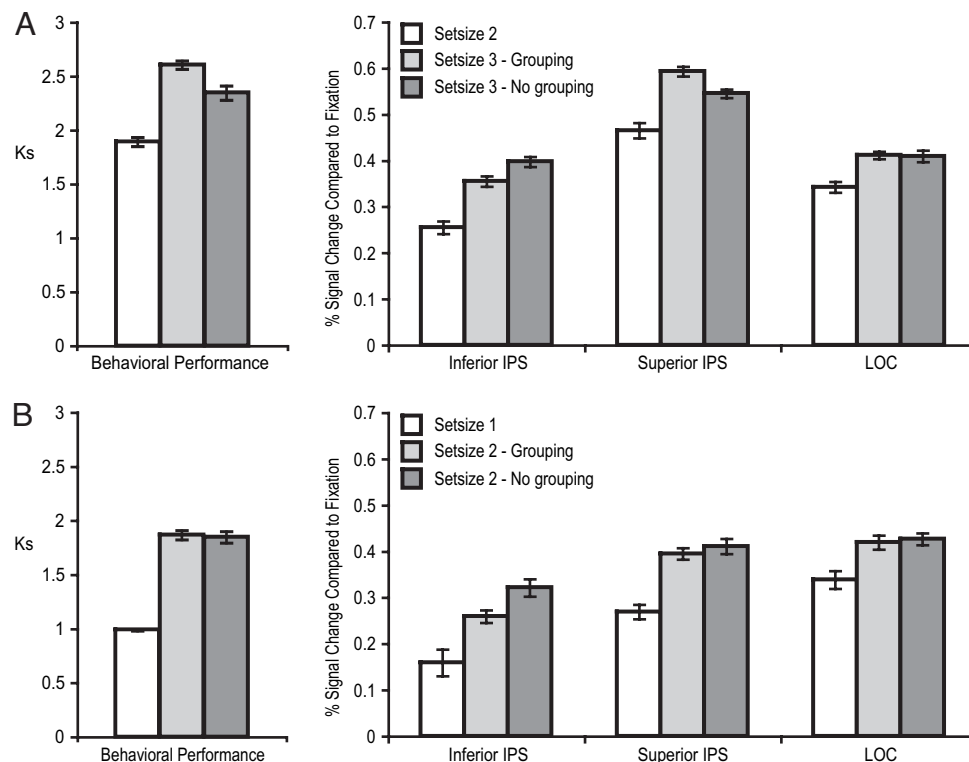 A
3
2.5
2
Ks
1.5
1
0.5
0
Behavioral Performance
% Signal Change Compared to Fixation
0.7
0.6
0.5
0.4
0.3
0.2
0.1
0
Setsize 2
Setsize 3 - Grouping
Setsize 3 - No grouping
Inferior IPS
Superior IPS
LOC
B
3
2.5
2
Ks
1.5
1
0.5
0
Behavioral Performance
% Signal Change Compared to Fixation
0.7
0.6
0.5
0.4
0.3
0.2
0.1
0
Setsize 1
Setsize 2 - Grouping
Setsize 2 - No grouping
Inferior IPS
Superior IPS
LOC